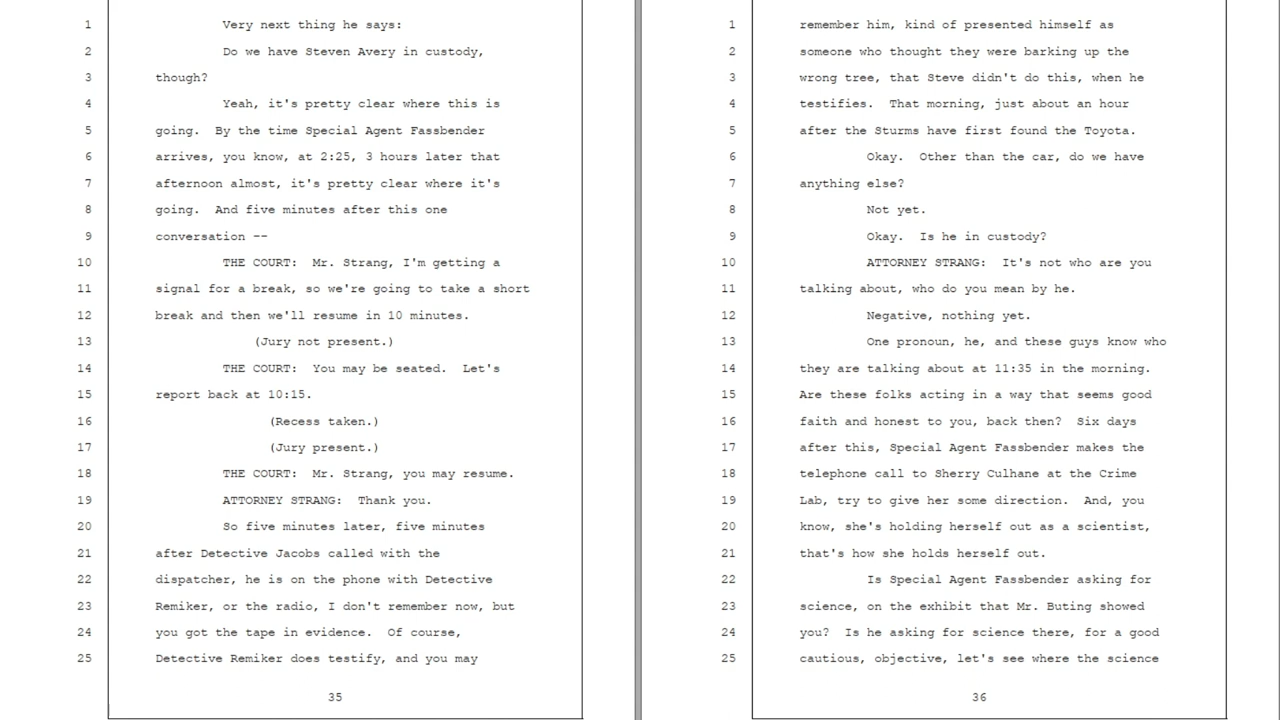 1 Very next thing he says:
2 Do we have Steven Avery in custody,
3 though?
4 Yeah, it's pretty clear where this is
5 going. By the time Special Agent Fassbender
6 arrives, you know, at 2:25, 3 hours later that
7 afternoon almost, it's pretty clear where it's
8 going. And five minutes after this one
9 conversation --
10 THE COURT: Mr. Strang, I'm getting a
11 signal for a break, so we're going to take a short
12 break and then we'll resume in 10 minutes.
13 (Jury not present.)
14 THE COURT: You may be seated. Let's
15 report back at 10:15.
16 (Recess taken.)
17 (Jury present.)
18 THE COURT: Mr. Strang, you may resume.
19 ATTORNEY STRANG: Thank you.
20 So five minutes later, five minutes
21 after Detective Jacobs called with the
22 dispatcher, he is on the phone with Detective
23 Remiker, or the radio, I don't remember now, but
24 you got the tape in evidence. Of course,
25 Detective Remiker does testify, and you may
35
1 remember him, kind of presented himself as
2 someone who thought they were barking up the
3 wrong tree, that Steve didn't do this, when he
4 testifies. That morning, just about an hour
5 after the Sturms have first found the Toyota.
6 Okay. Other than the car, do we have
7 anything else?
8 Not yet.
9 Okay. Is he in custody?
10 ATTORNEY STRANG: It's not who are you
11 talking about, who do you mean by he.
12 Negative, nothing yet.
13 One pronoun, he, and these guys know who
14 they are talking about at 11:35 in the morning.
15 Are these folks acting in a way that seems good
16 faith and honest to you, back then? Six days
17 after this, Special Agent Fassbender makes the
18 telephone call to Sherry Culhane at the Crime
19 Lab, try to give her some direction. And, you
20 know, she's holding herself out as a scientist,
21 that's how she holds herself out.
22 Is Special Agent Fassbender asking for
23 science, on the exhibit that Mr. Buting showed
24 you? Is he asking for science there, for a good
25 cautious, objective, let's see where the science
36